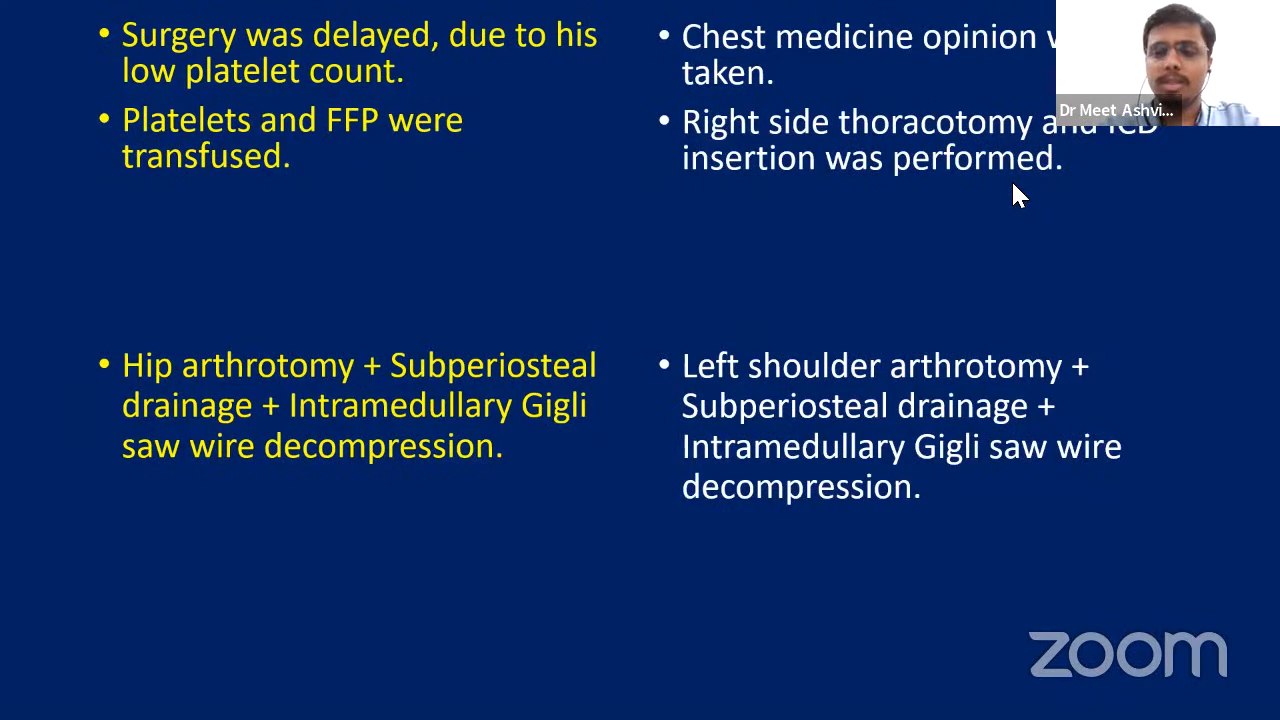 • Surgery was delayed, due to his
low platelet count.
• Platelets and FFP were
transfused.
• Hip arthrotomy + Subperiosteal
drainage + Intramedullary Gigli
saw wire decompression.
• Chest medicine opinion
taken.
• Right side thoracotomy and ICD
insertion was performed.
• Left shoulder arthrotomy +
Subperiosteal drainage +
Intramedullary Gigli saw wire
decompression.
Dr Meet Ashvi...
zoom